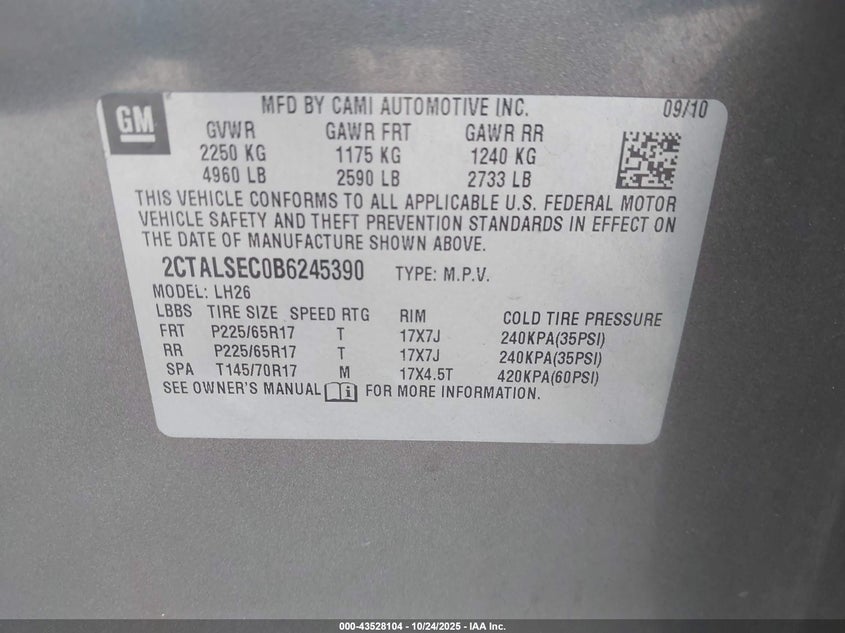 GM
MFD BY CAMI AUTOMOTIVE INC. 09/10
GVWR GAWR FRT GAWR RR
2250 KG 1175 KG 1240 KG
4960 LB 2590 LB 2733 LB
THIS VEHICLE CONFORMS TO ALL APPLICABLE U.S. FEDERAL MOTOR
VEHICLE SAFETY AND THEFT PREVENTION STANDARDS IN EFFECT ON
THE DATE OF MANUFACTURE SHOWN ABOVE.
2CTALSEC0B6245390 TYPE: M.P.V.
MODEL: LH26
LBBS TIRE SIZE SPEED RTG RIM COLD TIRE PRESSURE
FRT P225/65R17 T 17X7J 240KPA(35PSI)
RR P225/65R17 T 17X7J 240KPA(35PSI)
SPA T145/70R17 M 17X4.5T 420KPA(60PSI)
SEE OWNER'S MANUAL FOR MORE INFORMATION.
000-43528104 - 10/24/2025 - IAA Inc.